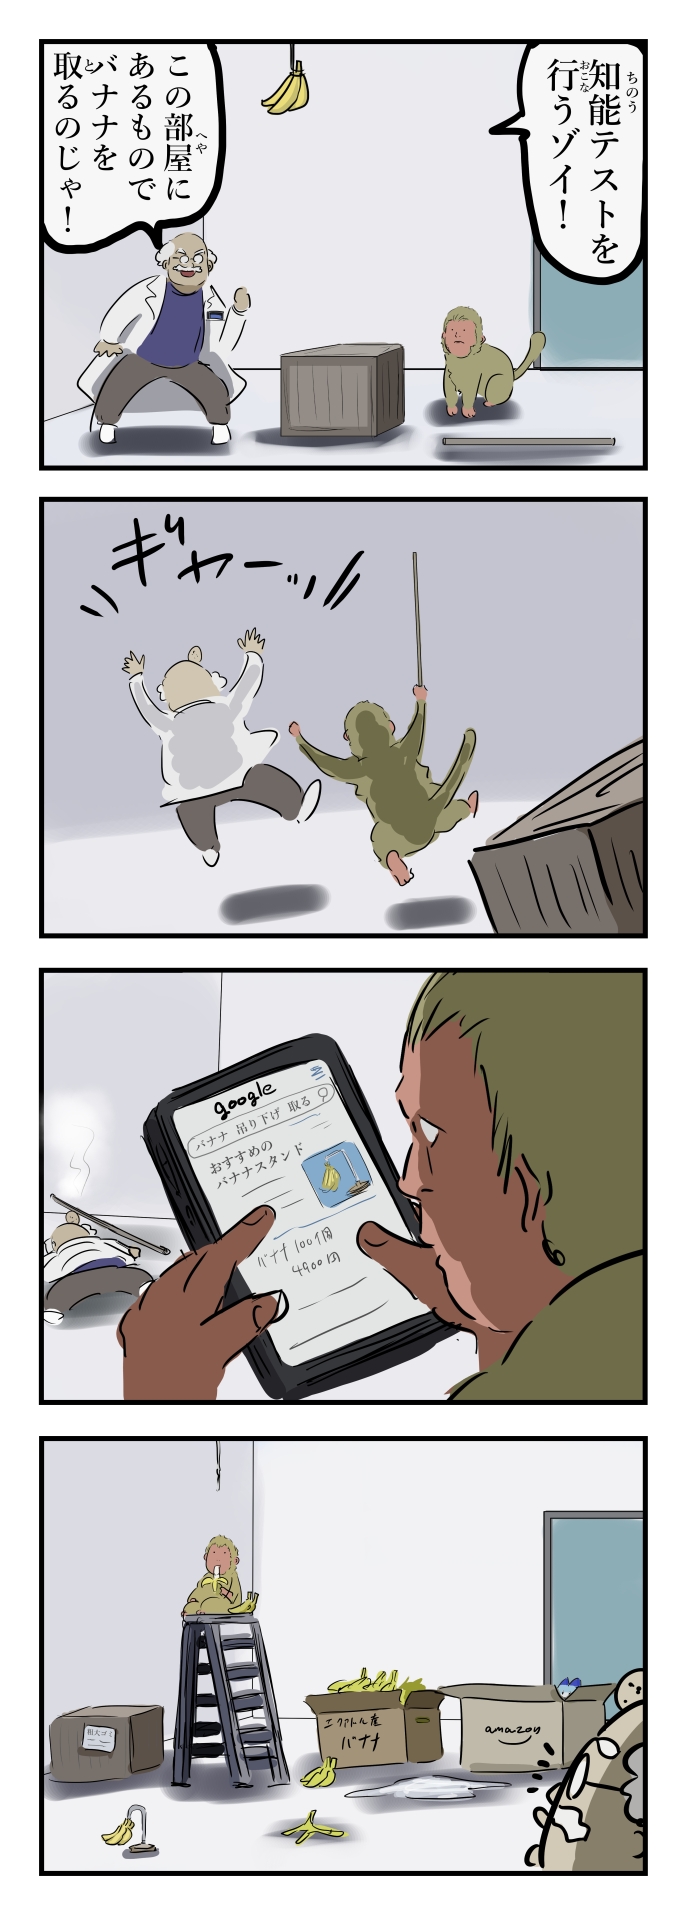 知能テストを
行うゾイ！
この部屋に
あるもので
バナナを
取るのじゃ！
ギャーッ
google
バナナ 吊り下げ 取る
おすすめの
バナナスタンド
バナナ100個
4900円
粗大ゴミ
エクアドル産
バナナ
amazon